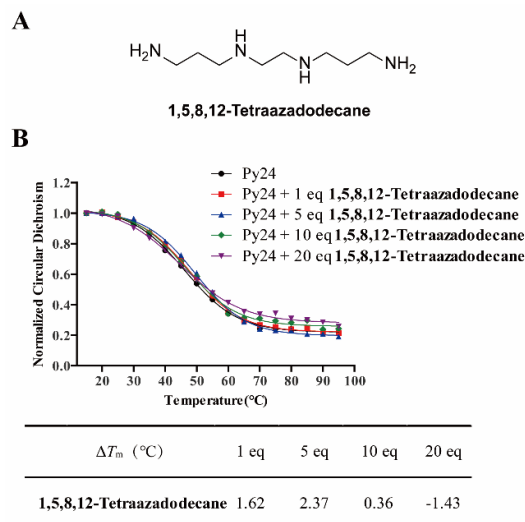 A
H₂N
H
N
N
H
NH₂
1,5,8,12-Tetraazadodecane
B
Py24
Py24 + 1 eq 1,5,8,12-Tetraazadodecane
Py24 + 5 eq 1,5,8,12-Tetraazadodecane
Py24 + 10 eq 1,5,8,12-Tetraazadodecane
Py24 + 20 eq 1,5,8,12-Tetraazadodecane
Normalized Circular Dichroism
1.2
1.0
0.8
0.6
0.4
0.2
0.0
10 20 30 40 50 60 70 80 90 100
Temperature(°C)
ΔTm (°C) 1 eq 5 eq 10 eq 20 eq
1,5,8,12-Tetraazadodecane 1.62 2.37 0.36 -1.43